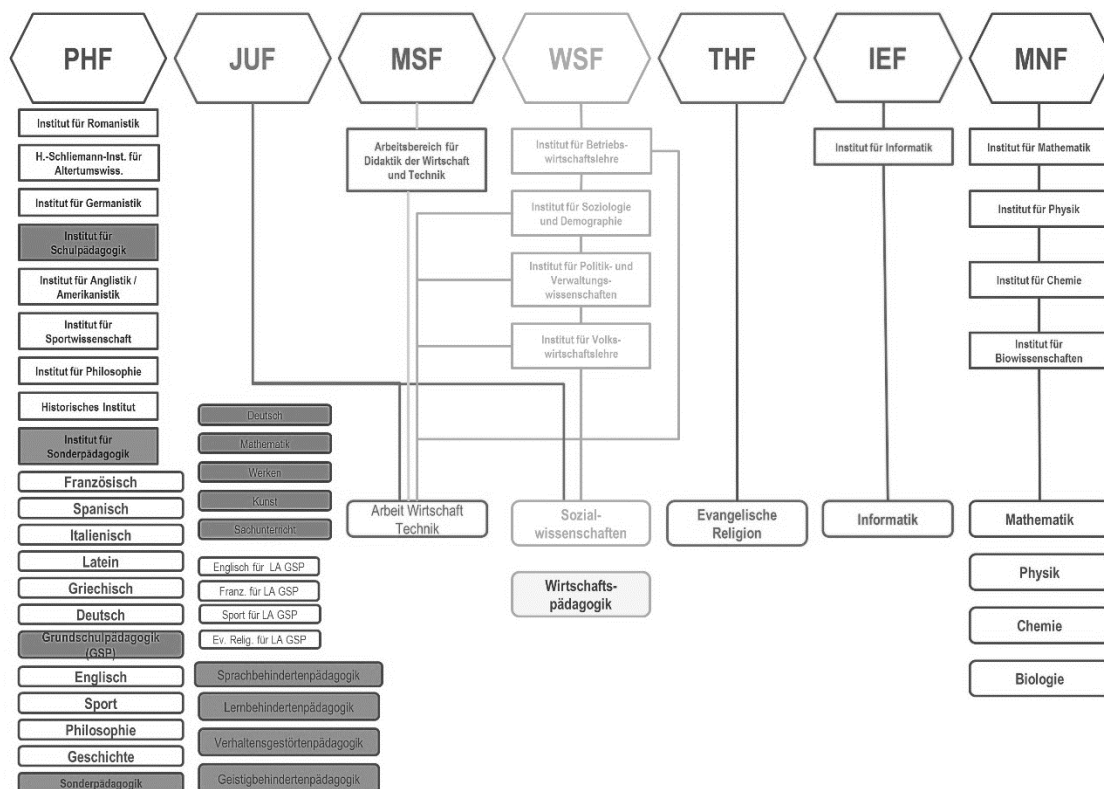 PHF
JUF
MSF
WSF
THF
IEF
MNF
Institut für Romanistik
H.-Schliemann-Inst. für
Altertumswiss.
Institut für Germanistik
Institut für
Schulpädagogik
Institut für Anglistik /
Amerikanistik
Institut für
Sportwissenschaft
Institut für Philosophie
Historisches Institut
Institut für
Sonderpädagogik
Französisch
Spanisch
Italienisch
Latein
Griechisch
Deutsch
Grundschulpädagogik
(GSP)
Englisch
Sport
Philosophie
Geschichte
Sonderpädagogik
Deutsch
Mathematik
Werken
Kunst
Sachunterricht
Englisch für LA GSP
Franz. für LA GSP
Sport für LA GSP
Ev. Relig. für LA GSP
Sprachbehindertenpädagogik
Lernbehindertenpädagogik
Verhaltensgestörtenpädagogik
Geistigbehindertenpädagogik
Arbeitsbereich für
Didaktik der Wirtschaft
und Technik
Arbeit Wirtschaft
Technik
Institut für Betriebs-
wirtschaftslehre
Institut für Soziologie
und Demographie
Institut für Politik- und
Verwaltungs-
wissenschaften
Institut für Volks-
wirtschaftslehre
Sozial-
wissenschaften
Wirtschafts-
pädagogik
Evangelische
Religion
Institut für Informatik
Informatik
Institut für Mathematik
Institut für Physik
Institut für Chemie
Institut für
Biowissenschaften
Mathematik
Physik
Chemie
Biologie